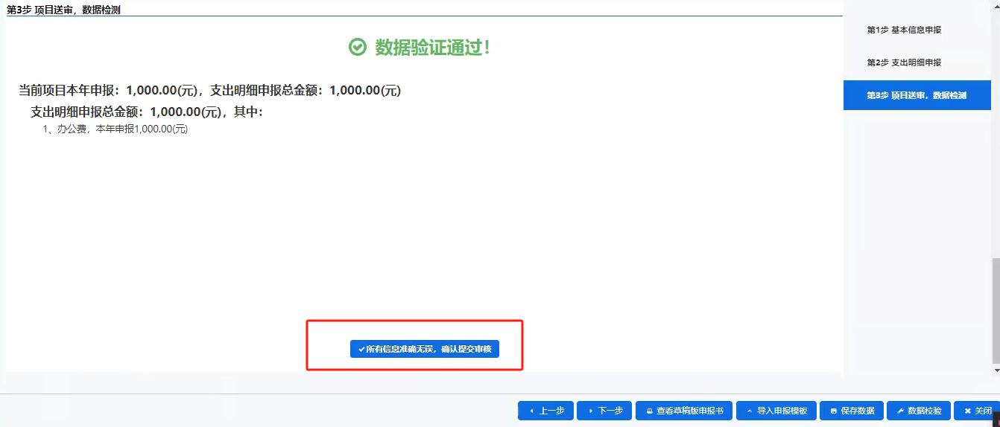 第3步 项目送审，数据检测
数据验证通过！
当前项目本年申报：1,000.00(元)，支出明细申报总金额：1,000.00(元)
支出明细申报总金额：1,000.00(元)，其中：
1、办公费，本年申报1,000.00(元)
所有信息准确无误，确认提交审核
第1步 基本信息申报
第2步 支出明细申报
第3步 项目送审，数据检测
上一步
下一步
查看草稿版申报书
导入申报模板
保存数据
数据校验
关闭